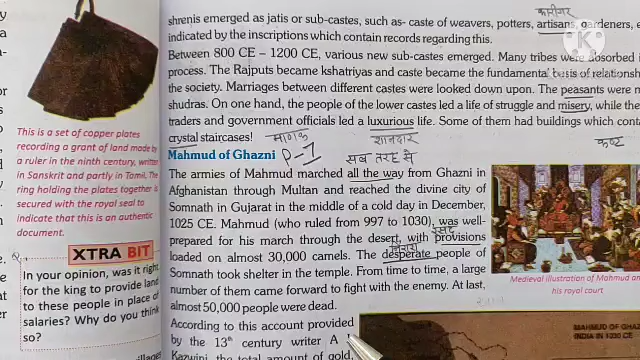 shrenis emerged as jatis or sub-castes, such as- caste of weavers, potters, artisans, gardeners, e
कारीगर
indicated by the inscriptions which contain records regarding this.
Between 800 CE – 1200 CE, various new sub-castes emerged. Many tribes were absorbed i
process. The Rajputs became kshatriyas and caste became the fundamental basis of relationsh
the society. Marriages between different castes were looked down upon. The peasants were n
shudras. On one hand, the people of the lower castes led a life of struggle and misery, while the
traders and government officials led a luxurious life. Some of them had buildings which conta
crystal staircases!
शानदार
कष्ट
Mahmud of Ghazni P-1
सब तरह से
The armies of Mahmud marched all the way from Ghazni in
Afghanistan through Multan and reached the divine city of
Somnath in Gujarat in the middle of a cold day in December,
1025 CE. Mahmud (who ruled from 997 to 1030), was well-
रसद
prepared for his march through the desert, with provisions
loaded on almost 30,000 camels. The desperate people of
Somnath took shelter in the temple. From time to time, a large
number of them came forward to fight with the enemy. At last,
almost 50,000 people were dead.
According to this account provided
by the 13th century writer A
Kazwini, the total amount of gold,
This is a set of copper plates
recording a grant of land made by
a ruler in the ninth century, written
in Sanskrit and partly in Tamil. The
ring holding the plates together is
secured with the royal seal to
indicate that this is an authentic
document.
XTRA BIT
In your opinion, was it right
for the king to provide land
to these people in place of
salaries? Why do you think
so?
Medieval illustration of Mahmud and
his royal court
MAHMUD OF GHAZNI
INDIA IN 1230 CE